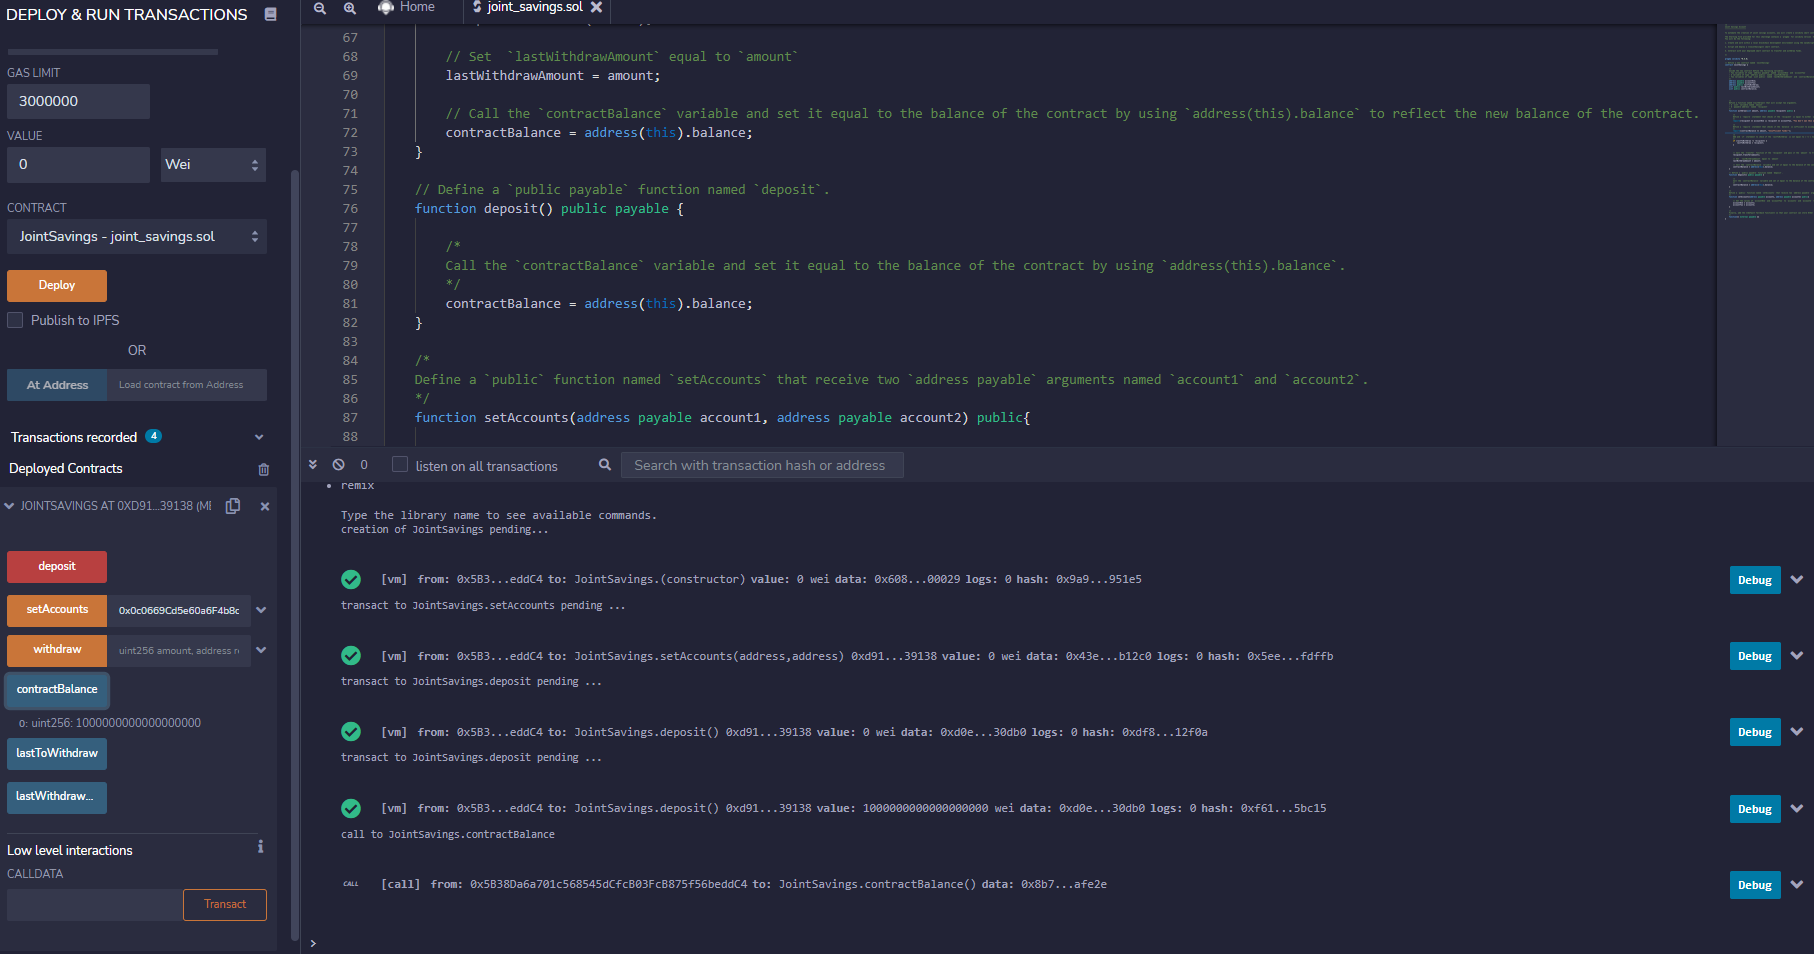 DEPLOY & RUN TRANSACTIONS
GAS LIMIT
3000000
VALUE
0
Wei
CONTRACT
JointSavings - joint_savings.sol
Deploy
Publish to IPFS
OR
At Address
Load contract from Address
Transactions recorded
4
Deployed Contracts
JOINTSAVINGS AT 0XD91...39138 (M
deposit
setAccounts
0x0c0669Cd5e60a6F4b8c
withdraw
uint256 amount, address r
contractBalance
0: uint256: 1000000000000000000
lastToWithdraw
lastWithdraw...
Low level interactions
i
CALLDATA
Transact
Home
joint_savings.sol
67
68 // Set  `lastWithdrawAmount` equal to `amount`
69 lastWithdrawAmount = amount;
70
71 // Call the `contractBalance` variable and set it equal to the balance of the contract by using `address(this).balance` to reflect the new balance of the contract.
72 contractBalance = address(this).balance;
73 }
74
75 // Define a `public payable` function named `deposit`.
76 function deposit() public payable {
77
78 /*
79 Call the `contractBalance` variable and set it equal to the balance of the contract by using `address(this).balance`.
80 */
81 contractBalance = address(this).balance;
82 }
83
84 /*
85 Define a `public` function named `setAccounts` that receive two `address payable` arguments named `account1` and `account2`.
86 */
87 function setAccounts(address payable account1, address payable account2) public{
88
0
listen on all transactions
Search with transaction hash or address
• remix
Type the library name to see available commands.
creation of JointSavings pending...
[vm] from: 0x5B3...eddC4 to: JointSavings.(constructor) value: 0 wei data: 0x608...00029 logs: 0 hash: 0x9a9...951e5
Debug
transact to JointSavings.setAccounts pending ...
[vm] from: 0x5B3...eddC4 to: JointSavings.setAccounts(address,address) 0xd91...39138 value: 0 wei data: 0x43e...b12c0 logs: 0 hash: 0x5ee...fdffb
Debug
transact to JointSavings.deposit pending ...
[vm] from: 0x5B3...eddC4 to: JointSavings.deposit() 0xd91...39138 value: 0 wei data: 0xd0e...30db0 logs: 0 hash: 0xdf8...12f0a
Debug
transact to JointSavings.deposit pending ...
[vm] from: 0x5B3...eddC4 to: JointSavings.deposit() 0xd91...39138 value: 1000000000000000000 wei data: 0xd0e...30db0 logs: 0 hash: 0xf61...5bc15
Debug
call to JointSavings.contractBalance
CALL [call] from: 0x5B38Da6a701c568545dCfcB03FcB875f56beddC4 to: JointSavings.contractBalance() data: 0x8b7...afe2e
Debug
>